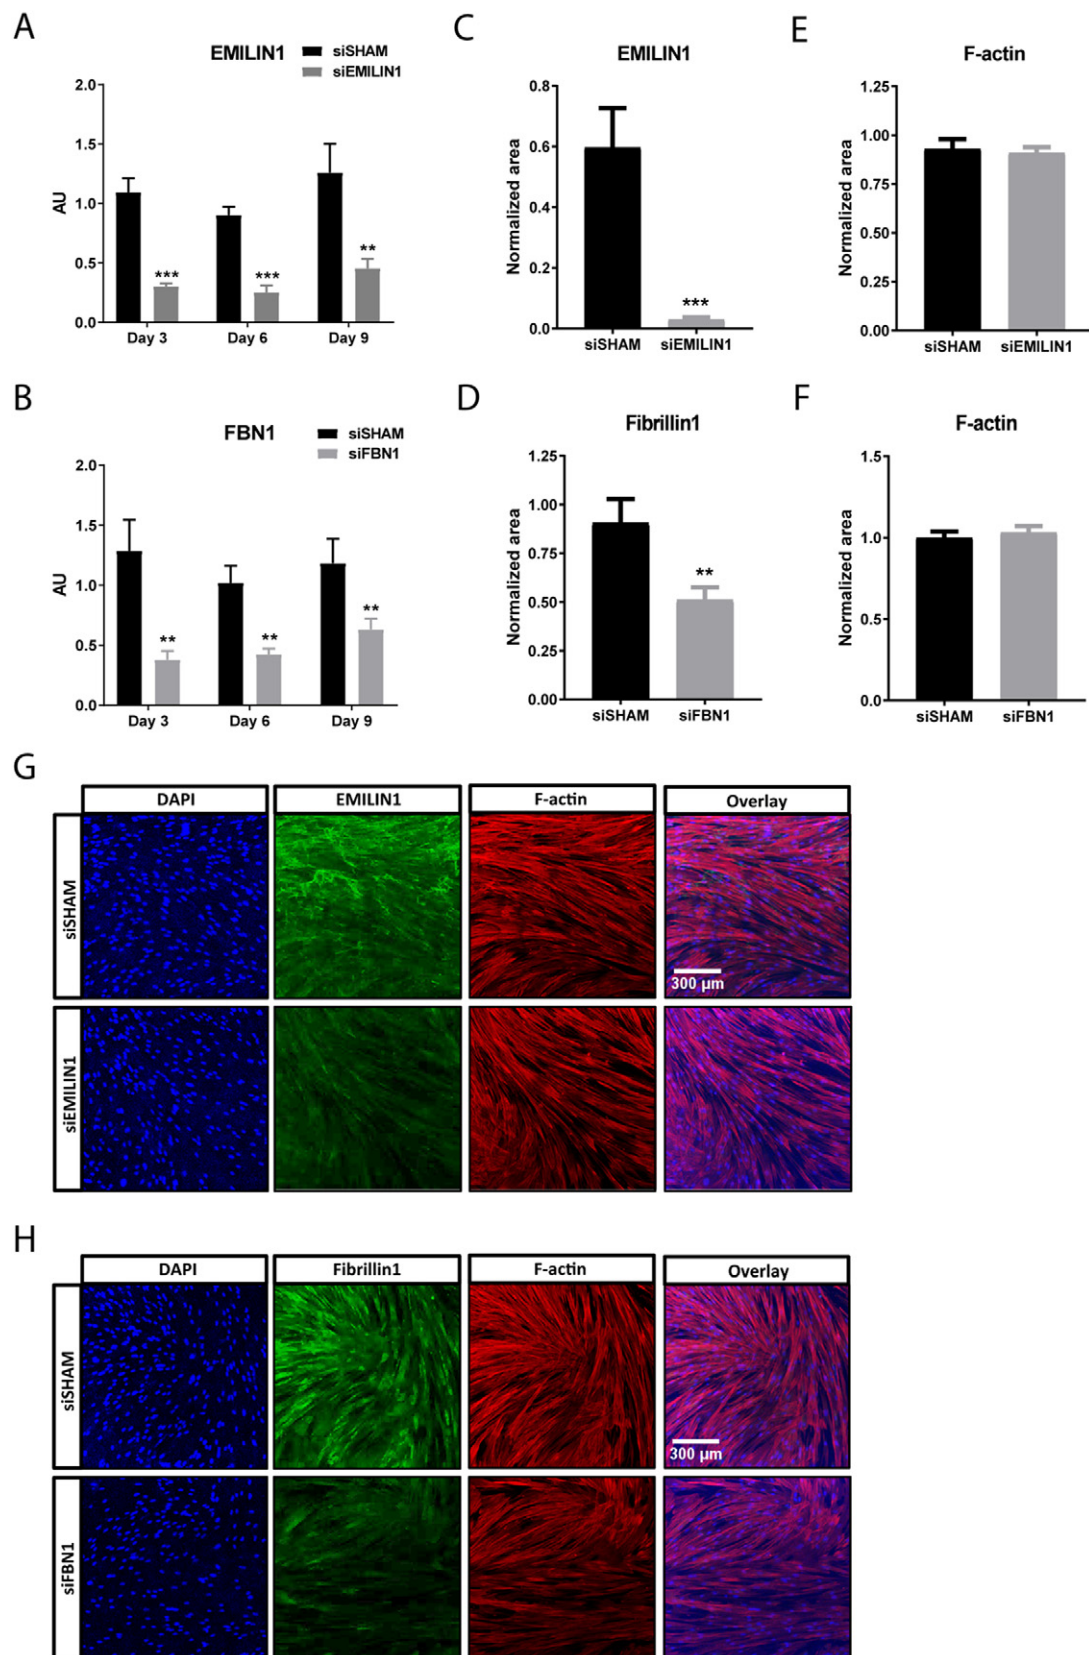 A
EMILIN1
siSHAM
siEMILIN1
2.0
1.5
1.0
0.5
0.0
AU
***
***
**
Day 3 Day 6 Day 9
C
EMILIN1
0.8
0.6
0.4
0.2
0.0
Normalized area
***
siSHAM siEMILIN1
E
F-actin
1.25
1.00
0.75
0.50
0.25
0.00
Normalized area
siSHAM siEMILIN1
B
FBN1
siSHAM
siFBN1
2.0
1.5
1.0
0.5
0.0
AU
**
**
**
Day 3 Day 6 Day 9
D
Fibrillin1
1.25
1.00
0.75
0.50
0.25
0.00
Normalized area
**
siSHAM siFBN1
F
F-actin
1.5
1.0
0.5
0.0
Normalized area
siSHAM siFBN1
G
DAPI EMILIN1 F-actin Overlay
siSHAM
300 µm
siEMILIN1
H
DAPI Fibrillin1 F-actin Overlay
siSHAM
300 µm
siFBN1